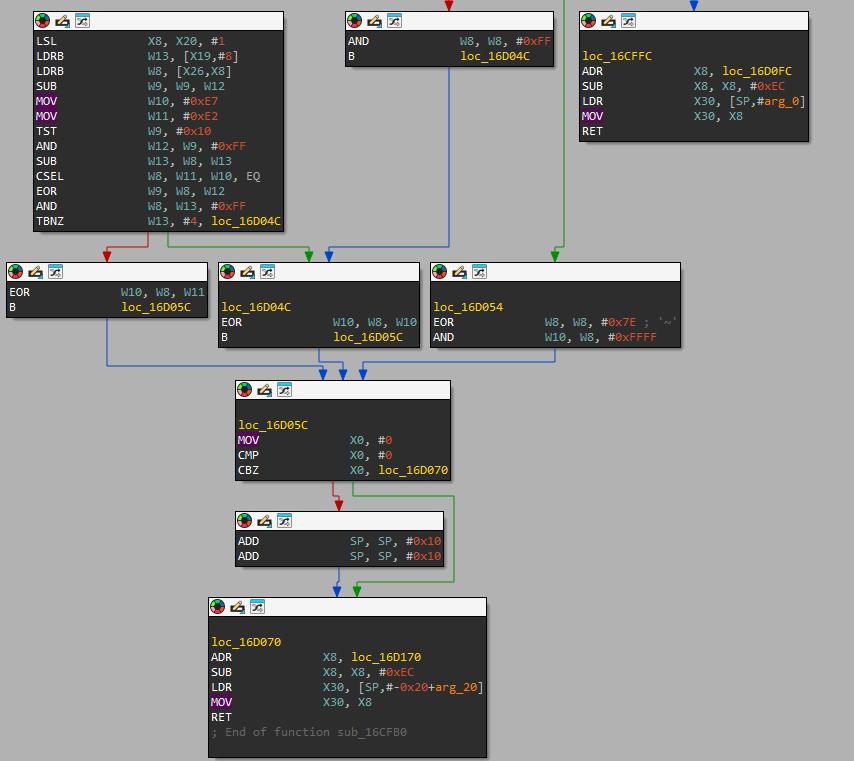 LSL X8, X20, #1
LDRB W13, [X19,#8]
LDRB W8, [X26,X8]
SUB W9, W9, W12
MOV W10, #0xE7
MOV W11, #0xE2
TST W9, #0x10
AND W12, W9, #0xFF
SUB W13, W8, W13
CSEL W8, W11, W10, EQ
EOR W9, W8, W12
AND W8, W13, #0xFF
TBNZ W13, #4, loc_16D04C
AND W8, W8, #0xFF
B loc_16D04C
loc_16CFFC
ADR X8, loc_16D0FC
SUB X8, X8, #0xEC
LDR X30, [SP,#arg_0]
MOV X30, X8
RET
EOR W10, W8, W11
B loc_16D05C
loc_16D04C
EOR W10, W8, W10
B loc_16D05C
loc_16D054
EOR W8, W8, #0x7E ; '~'
AND W10, W8, #0xFFFF
loc_16D05C
MOV X0, #0
CMP X0, #0
CBZ X0, loc_16D070
ADD SP, SP, #0x10
ADD SP, SP, #0x10
loc_16D070
ADR X8, loc_16D170
SUB X8, X8, #0xEC
LDR X30, [SP,#-0x20+arg_20]
MOV X30, X8
RET
; End of function sub_16CFB0